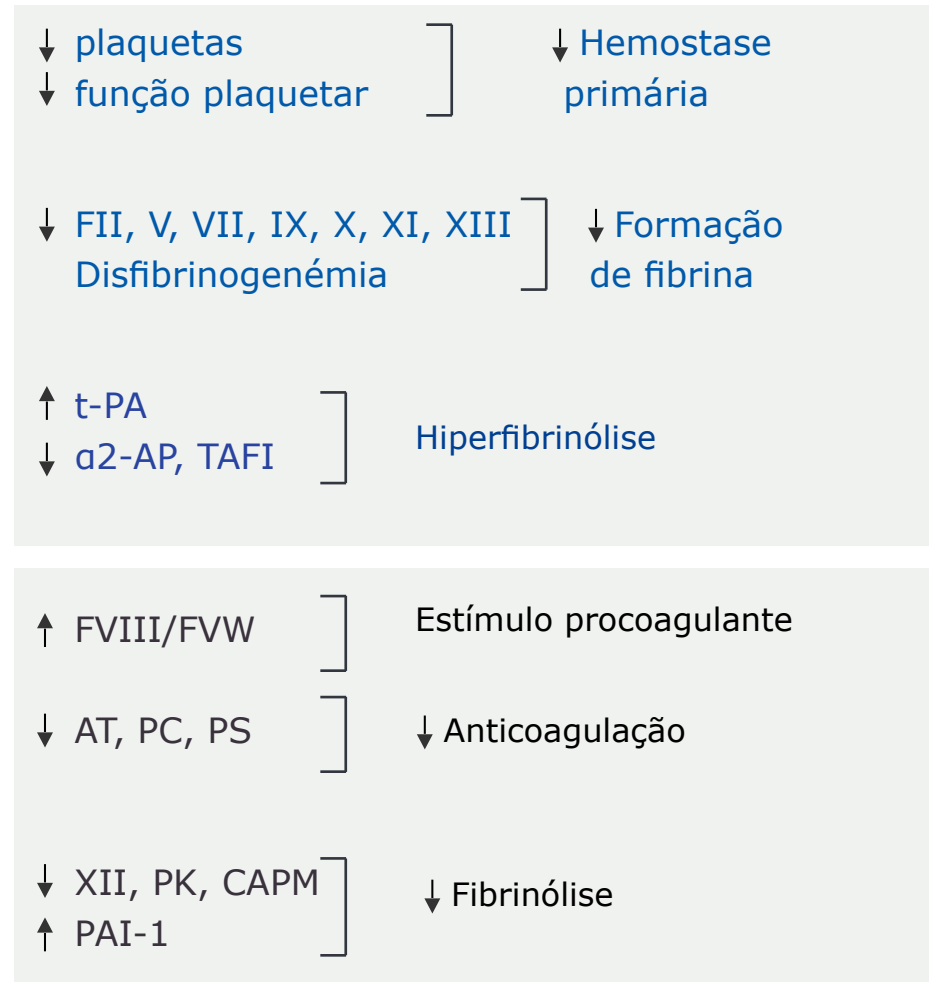 ↓ plaquetas
↓ função plaquetar
↓ Hemostase
primária
↓ FII, V, VII, IX, X, XI, XIII
Disfibrinogenémia
↓ Formação
de fibrina
↑ t-PA
↓ α2-AP, TAFI
Hiperfibrinólise
↑ FVIII/FVW
Estímulo procoagulante
↓ AT, PC, PS
↓ Anticoagulação
↓ XII, PK, CAPM
↑ PAI-1
↓ Fibrinólise